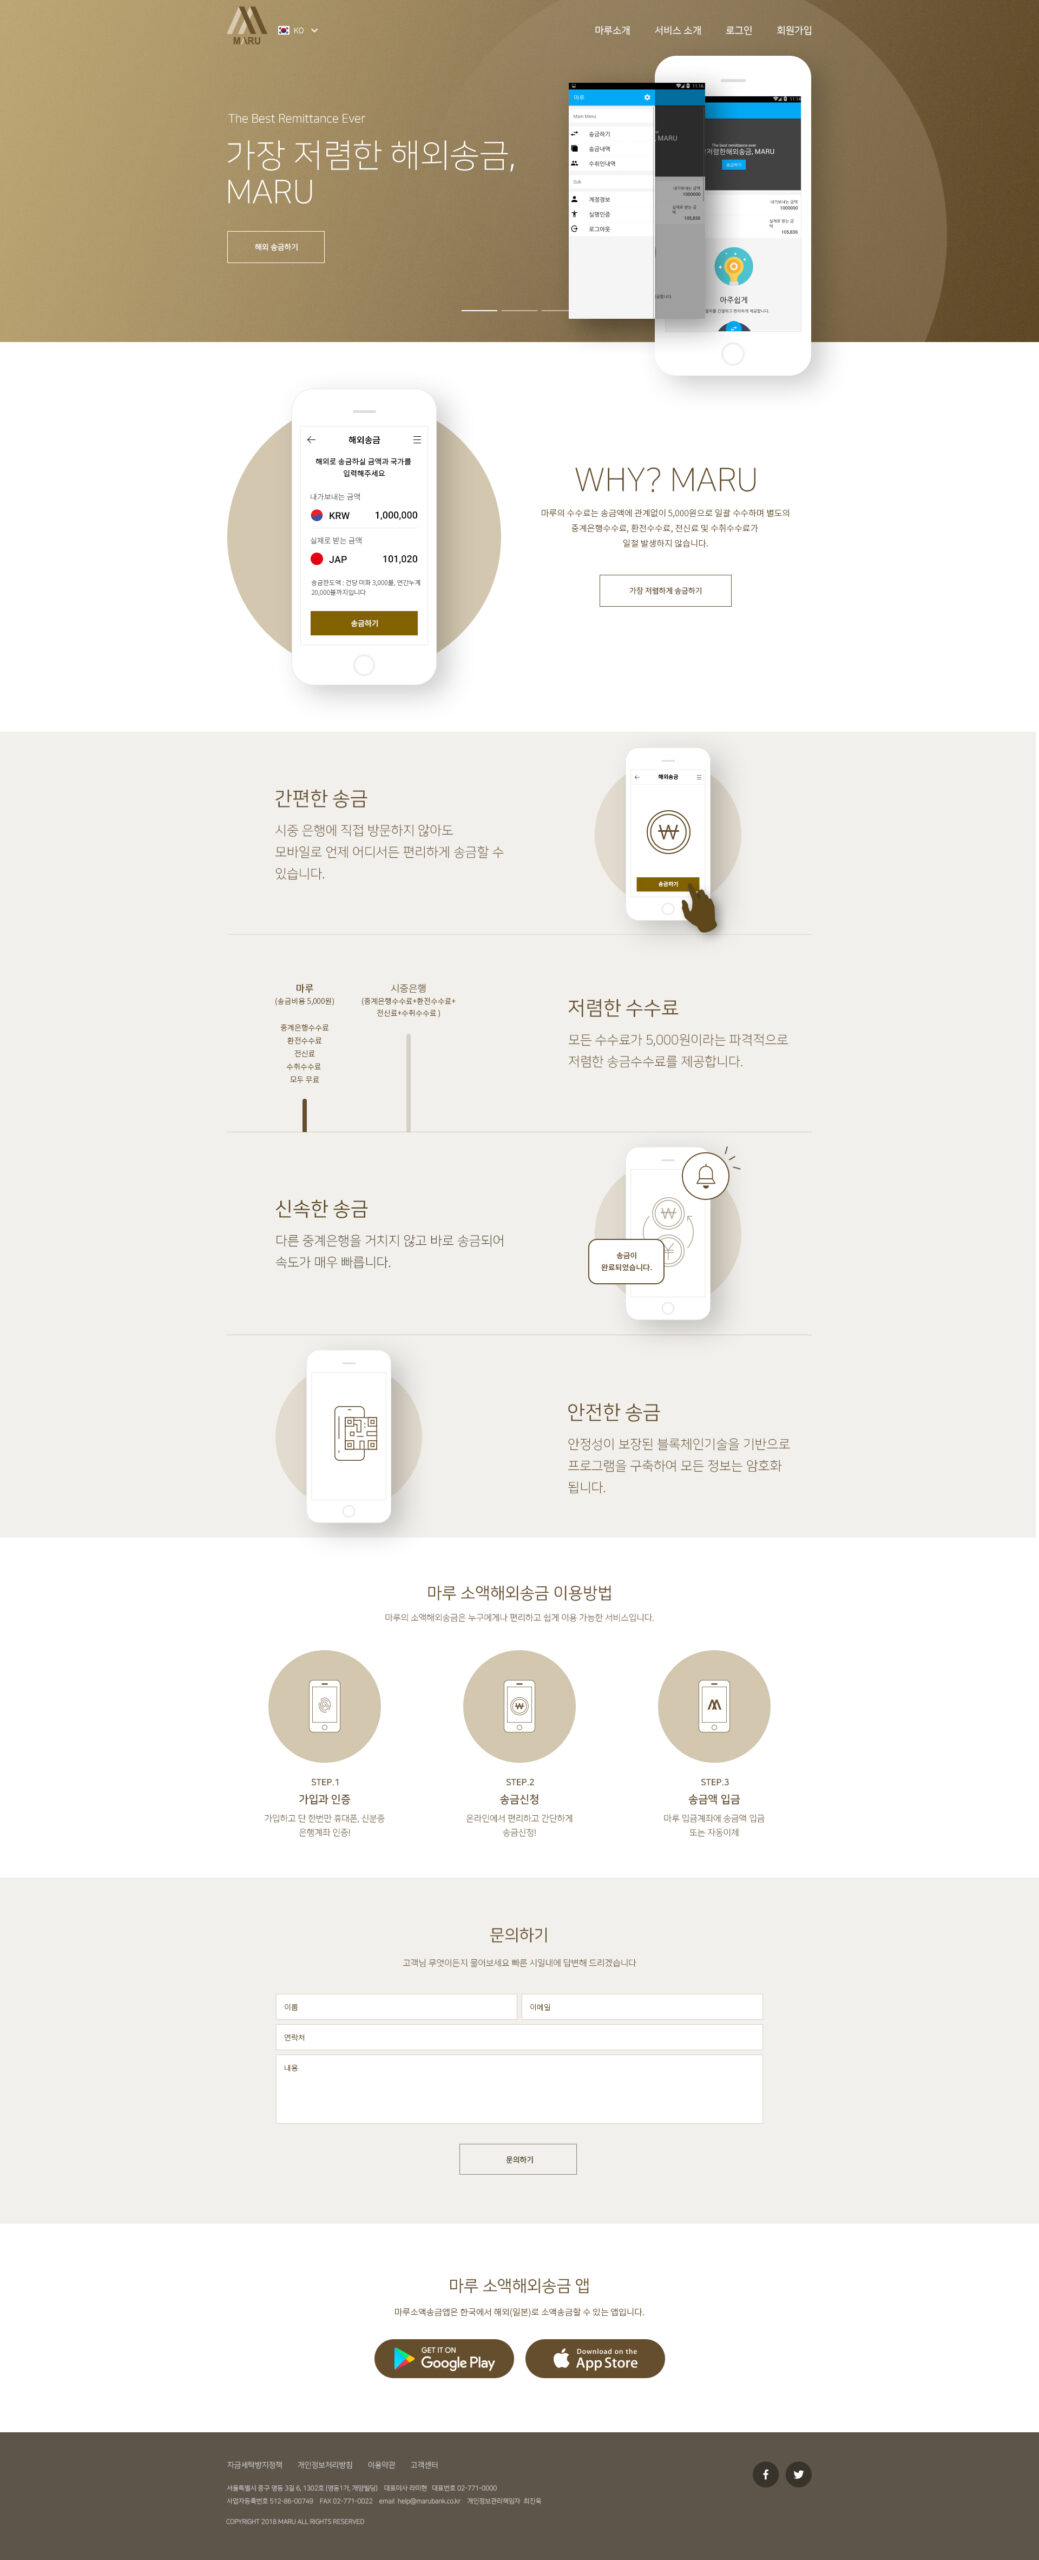 MARU
KO
마루소개
서비스 소개
로그인
회원가입
The Best Remittance Ever
가장 저렴한 해외송금,
MARU
해외 송금하기
11:16
마루
Main Menu
송금하기
송금내역
수취인내역
Sub
계정정보
실명인증
로그아웃
MARU
The best remittance ever
저렴한해외송금, MARU
송금하기
내가보내는 금액
1000000
실제로 받는 금
액
105,836
아주쉽게
해외송금
해외로 송금하실 금액과 국가를
입력해주세요
내가보내는 금액
KRW 1,000,000
실제로 받는 금액
JAP 101,020
송금한도액 : 건당 미화 3,000불, 연간누계
20,000불까지입니다
송금하기
WHY? MARU
마루의 수수료는 송금액에 관계없이 5,000원으로 일괄 수수하며 별도의
중계은행수수료, 환전수수료, 전신료 및 수취수수료가
일절 발생하지 않습니다.
가장 저렴하게 송금하기
간편한 송금
시중 은행에 직접 방문하지 않아도
모바일로 언제 어디서든 편리하게 송금할 수
있습니다.
해외송금
송금하기
마루
(송금비용 5,000원)
중계은행수수료
환전수수료
전신료
수취수수료
모두 무료
시중은행
(중계은행수수료+환전수수료+
전신료+수취수수료 )
저렴한 수수료
모든 수수료가 5,000원이라는 파격적으로
저렴한 송금수수료를 제공합니다.
신속한 송금
다른 중계은행을 거치지 않고 바로 송금되어
속도가 매우 빠릅니다.
송금이
완료되었습니다.
안전한 송금
안정성이 보장된 블록체인기술을 기반으로
프로그램을 구축하여 모든 정보는 암호화
됩니다.
마루 소액해외송금 이용방법
마루의 소액해외송금은 누구에게나 편리하고 쉽게 이용 가능한 서비스입니다.
STEP.1
가입과 인증
가입하고 단 한번만 휴대폰, 신분증
은행계좌 인증!
STEP.2
송금신청
온라인에서 편리하고 간단하게
송금신청!
STEP.3
송금액 입금
마루 입금계좌에 송금액 입금
또는 자동이체
문의하기
고객님 무엇이든지 물어보세요 빠른 시일내에 답변해 드리겠습니다
이름
이메일
연락처
내용
문의하기
마루 소액해외송금 앱
마루소액송금앱은 한국에서 해외(일본)로 소액송금할 수 있는 앱입니다.
GET IT ON
Google Play
Download on the
App Store
자금세탁방지정책 개인정보처리방침 이용약관 고객센터
서울특별시 중구 명동 3길 6, 1302호 (명동1가, 개양빌딩) 대표이사 라미현 대표번호 02-771-0000
사업자등록번호 512-86-00749 FAX 02-771-0022 email help@marubank.co.kr 개인정보관리책임자 최진욱
COPYRIGHT 2018 MARU ALL RIGHTS RESERVED